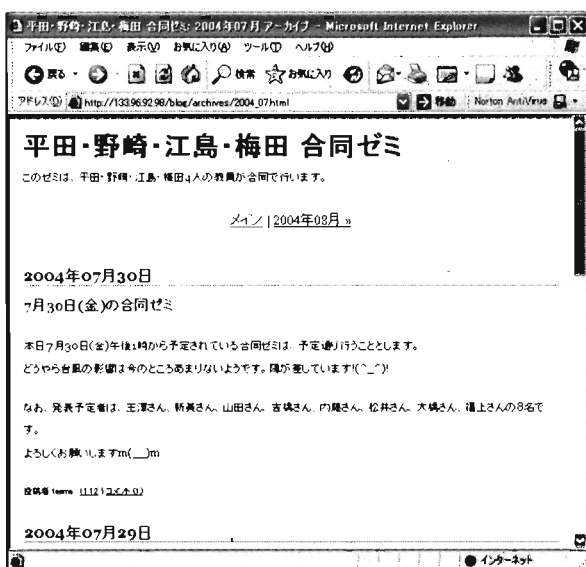 平田・野崎・江島・梅田 合同ゼミ: 2004年07月 アーカイブ - Microsoft Internet Explorer
ファイル(F) 編集(E) 表示(V) お気に入り(A) ツール(T) ヘルプ(H)
戻る 検索 お気に入り
アドレス(D) http://133.96.92.98/blog/archives/2004_07.html 移動 Norton AntiVirus
平田・野崎・江島・梅田 合同ゼミ
このゼミは、平田・野崎・江島・梅田4人の教員が合同で行います。
メイン | 2004年08月 »
2004年07月30日
7月30日(金)の合同ゼミ
本日7月30日(金)午後1時から予定されている合同ゼミは、予定通り行うこととします。
どうやら台風の影響は今のところあまりないようです。陽が差しています!(^_^)!
なお、発表予定者は、王澤さん、新美さん、山田さん、吉橋さん、内藤さん、松井さん、大橋さん、溝上さんの8名で
す。
よろしくお願いしますm(__)m
投稿者 | コメント (0)
2004年07月29日
インターネット